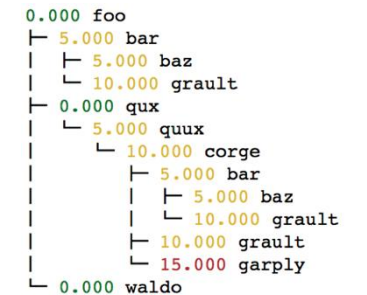 0.000 foo
├─ 5.000 bar
│  ├─ 5.000 baz
│  └─ 10.000 grault
├─ 0.000 qux
│  └─ 5.000 quux
│     └─ 10.000 corge
│        ├─ 5.000 bar
│        │  ├─ 5.000 baz
│        │  └─ 10.000 grault
│        ├─ 10.000 grault
│        └─ 15.000 garply
└─ 0.000 waldo